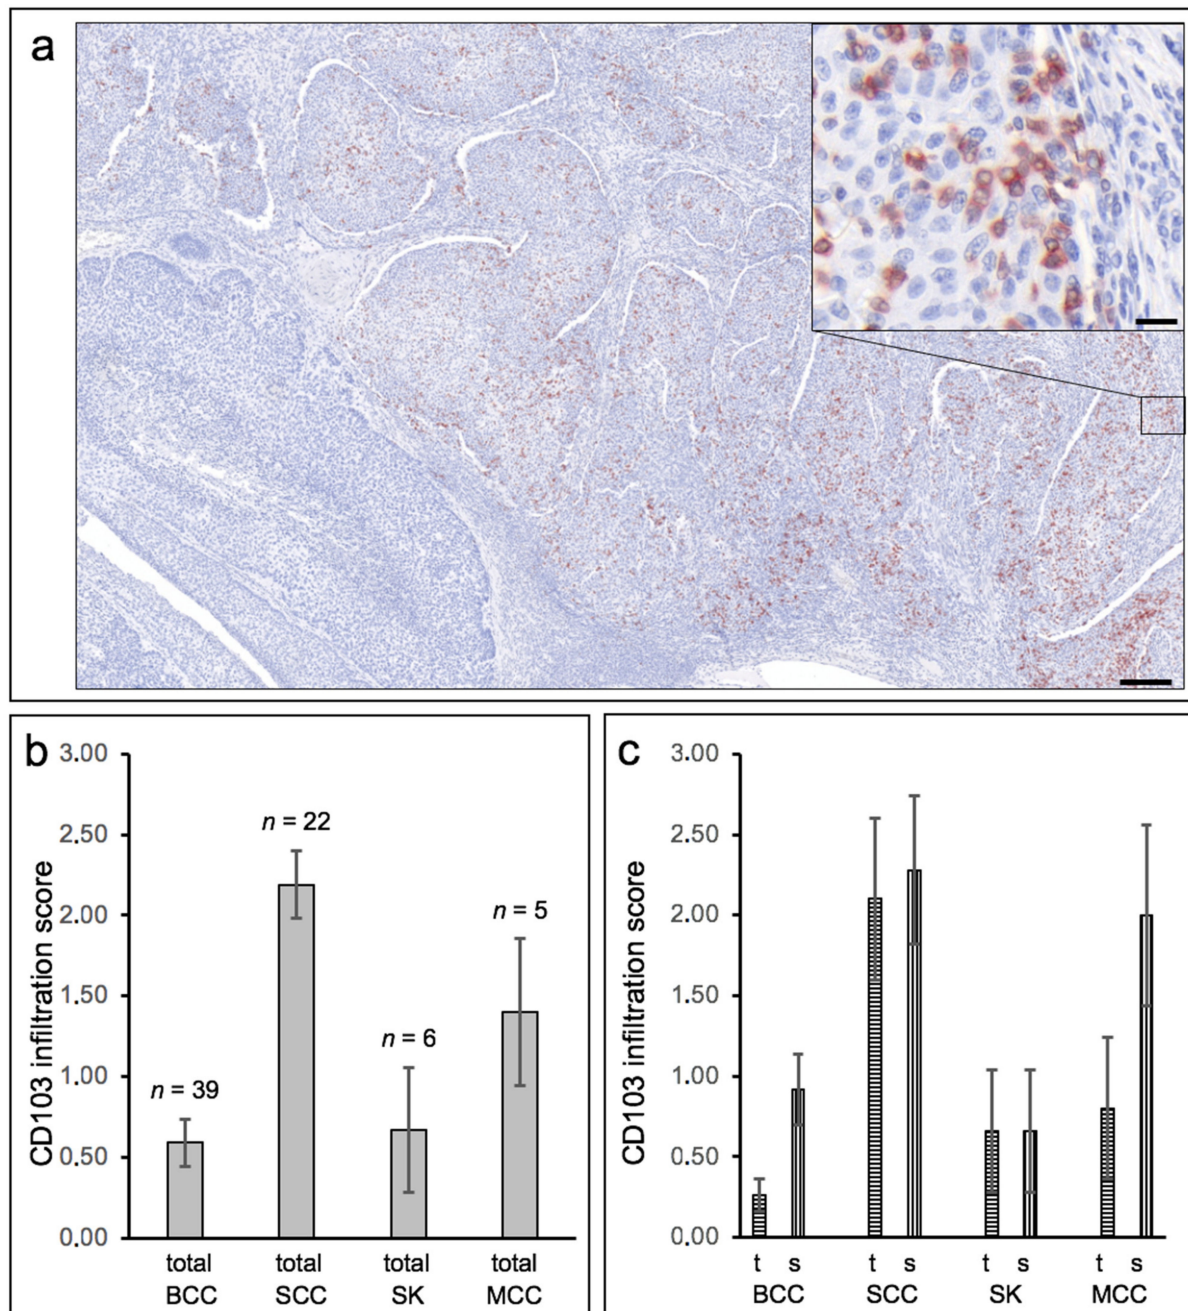 a
b
CD103 infiltration score
3.00
2.50
2.00
1.50
1.00
0.50
0.00
n = 39
n = 22
n = 6
n = 5
total total total total
BCC SCC SK MCC
c
CD103 infiltration score
3.00
2.50
2.00
1.50
1.00
0.50
0.00
t s t s t s t s
BCC SCC SK MCC